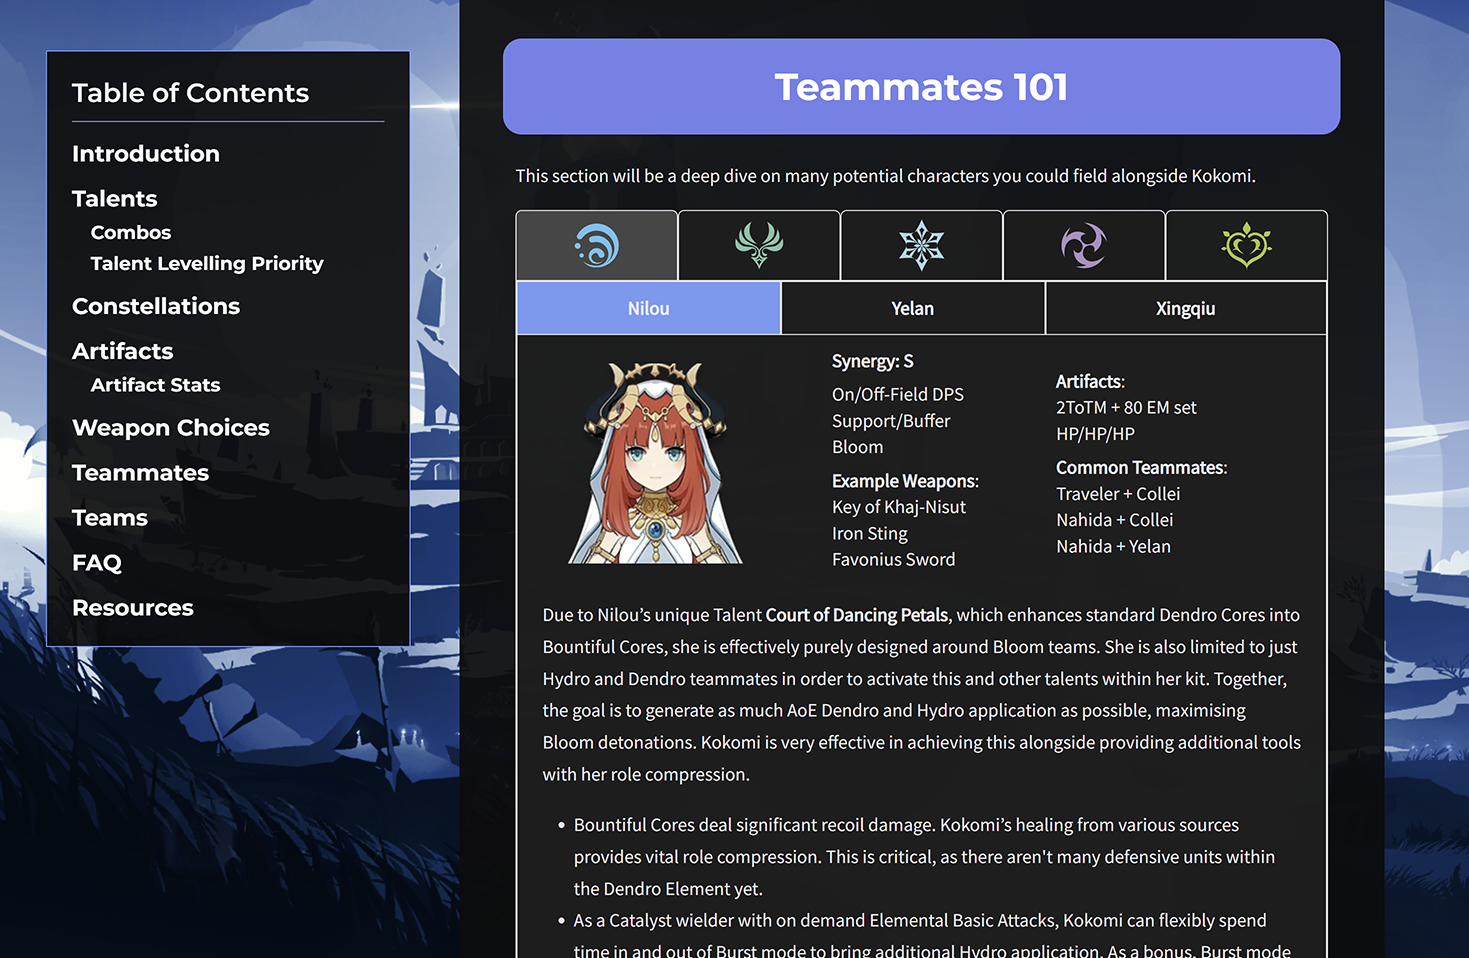 Table of Contents
Introduction
Talents
Combos
Talent Levelling Priority
Constellations
Artifacts
Artifact Stats
Weapon Choices
Teammates
Teams
FAQ
Resources
Teammates 101
This section will be a deep dive on many potential characters you could field alongside Kokomi.
Nilou
Yelan
Xingqiu
Synergy: S
On/Off-Field DPS
Support/Buffer
Bloom
Example Weapons:
Key of Khaj-Nisut
Iron Sting
Favonius Sword
Artifacts:
2ToTM + 80 EM set
HP/HP/HP
Common Teammates:
Traveler + Collei
Nahida + Collei
Nahida + Yelan
Due to Nilou’s unique Talent Court of Dancing Petals, which enhances standard Dendro Cores into
Bountiful Cores, she is effectively purely designed around Bloom teams. She is also limited to just
Hydro and Dendro teammates in order to activate this and other talents within her kit. Together,
the goal is to generate as much AoE Dendro and Hydro application as possible, maximising
Bloom detonations. Kokomi is very effective in achieving this alongside providing additional tools
with her role compression.
• Bountiful Cores deal significant recoil damage. Kokomi’s healing from various sources
provides vital role compression. This is critical, as there aren't many defensive units within
the Dendro Element yet.
• As a Catalyst wielder with on demand Elemental Basic Attacks, Kokomi can flexibly spend
time in and out of Burst mode to bring additional Hydro application. As a bonus, Burst mode